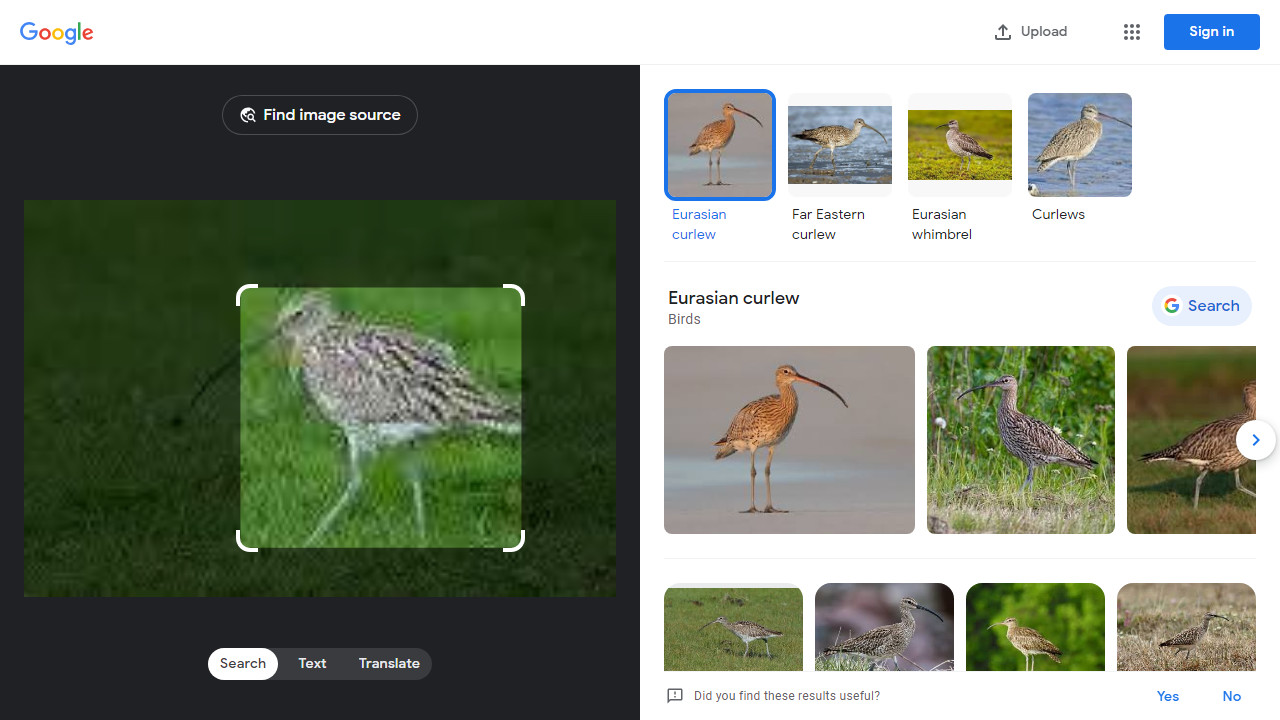 Google
Upload
Sign in
Find image source
Search
Text
Translate
Eurasian
curlew
Far Eastern
curlew
Eurasian
whimbrel
Curlews
Eurasian curlew
Birds
Search
Did you find these results useful?
Yes
No